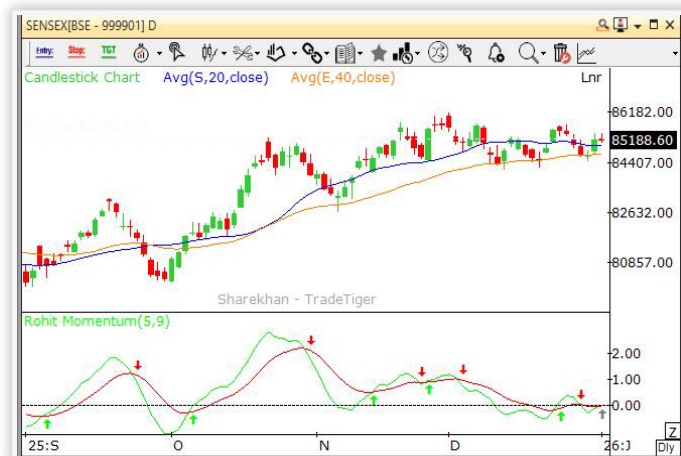 SENSEX[BSE - 999901] D
Entry: Stop: TGT
Candlestick Chart Avg(S,20,close) Avg(E,40,close) Lnr
86182.00
85188.60
84407.00
82632.00
80857.00
Sharekhan - TradeTiger
Rohit Momentum(5,9)
2.00
1.00
0.00
Z
25:S O N D 26:J Dly